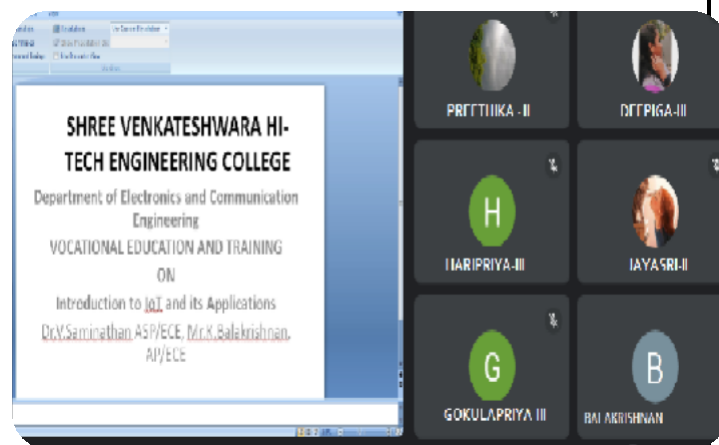 SHREE VENKATESHWARA HI-
TECH ENGINEERING COLLEGE
Department of Electronics and Communication
Engineering
VOCATIONAL EDUCATION AND TRAINING
ON
Introduction to IoT and its Applications
Dr.V.Saminathan ASP/ECE, Mr.K.Balakrishnan,
AP/ECE
PREETHIKA -II
DEEPIGA-III
H
HARIPRIYA-III
JAYASRI-II
G
GOKULAPRIYA III
B
BALAKRISHNAN